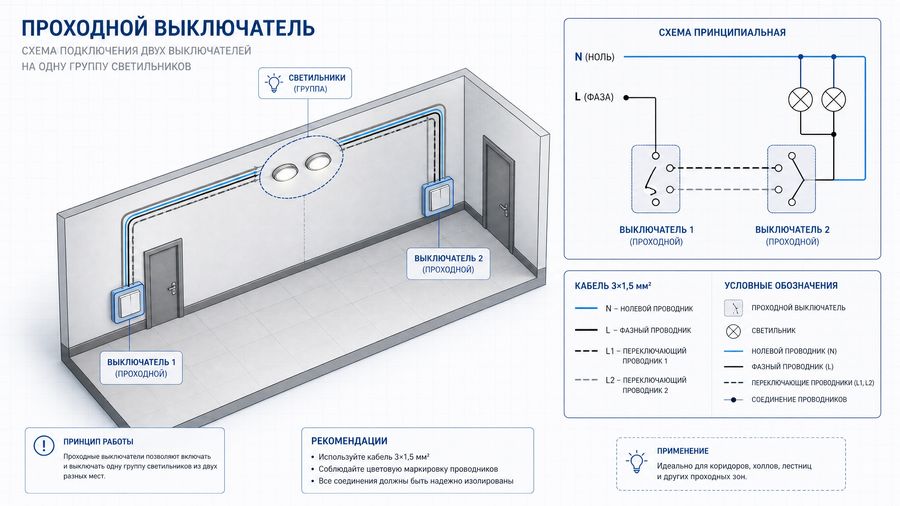 ПРОХОДНОЙ ВЫКЛЮЧАТЕЛЬ
СХЕМА ПОДКЛЮЧЕНИЯ ДВУХ ВЫКЛЮЧАТЕЛЕЙ
НА ОДНУ ГРУППУ СВЕТИЛЬНИКОВ
СВЕТИЛЬНИКИ
(ГРУППА)
ВЫКЛЮЧАТЕЛЬ 2
(ПРОХОДНОЙ)
ВЫКЛЮЧАТЕЛЬ 1
(ПРОХОДНОЙ)
СХЕМА ПРИНЦИПИАЛЬНАЯ
N (НОЛЬ)
L (ФАЗА)
ВЫКЛЮЧАТЕЛЬ 1
(ПРОХОДНОЙ)
ВЫКЛЮЧАТЕЛЬ 2
(ПРОХОДНОЙ)
КАБЕЛЬ 3×1,5 мм²
N – НОЛЕВОЙ ПРОВОДНИК
L – ФАЗНЫЙ ПРОВОДНИК
L1 – ПЕРЕКЛЮЧАЮЩИЙ
ПРОВОДНИК 1
L2 – ПЕРЕКЛЮЧАЮЩИЙ
ПРОВОДНИК 2
УСЛОВНЫЕ ОБОЗНАЧЕНИЯ
ПРОХОДНОЙ ВЫКЛЮЧАТЕЛЬ
СВЕТИЛЬНИК
НОЛЕВОЙ ПРОВОДНИК (N)
ФАЗНЫЙ ПРОВОДНИК (L)
ПЕРЕКЛЮЧАЮЩИЕ ПРОВОДНИКИ (L1, L2)
СОЕДИНЕНИЕ ПРОВОДНИКОВ
ПРИНЦИП РАБОТЫ
Проходные выключатели позволяют включать
и выключать одну группу светильников из двух
разных мест.
РЕКОМЕНДАЦИИ
• Используйте кабель 3×1,5 мм²
• Соблюдайте цветовую маркировку проводников
• Все соединения должны быть надежно изолированы
ПРИМЕНЕНИЕ
Идеально для коридоров, холлов, лестниц
и других проходных зон.